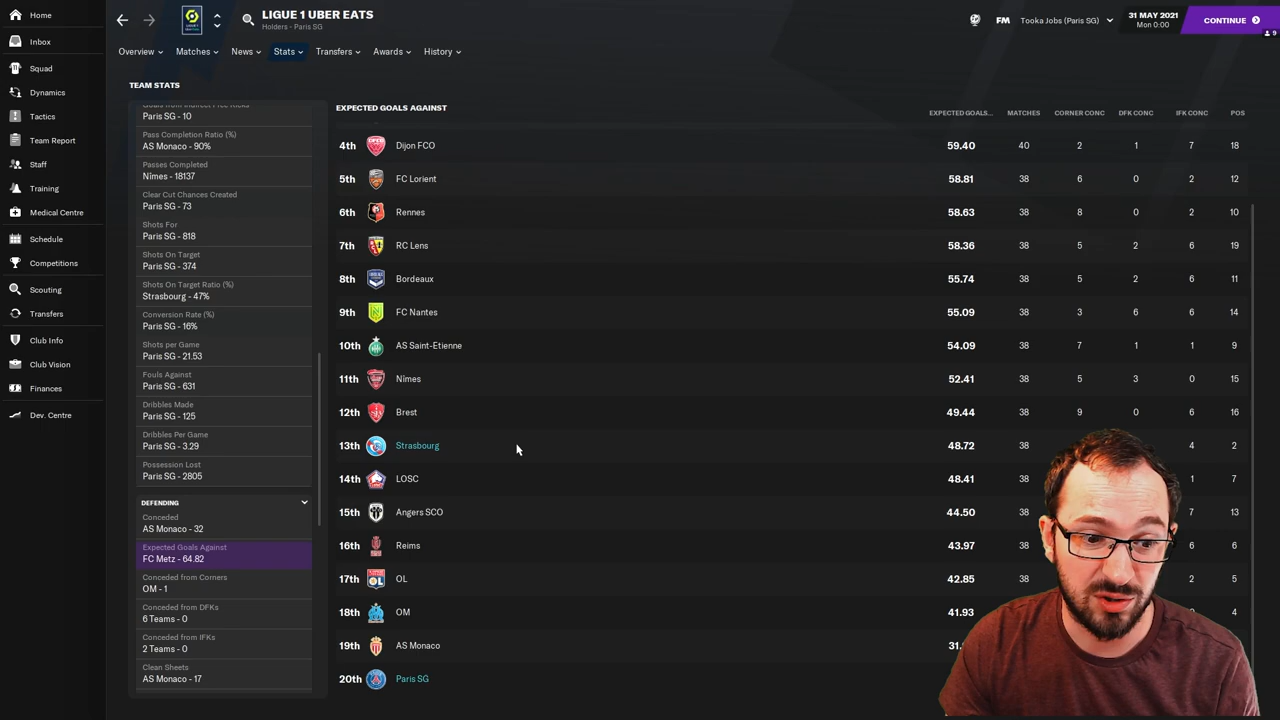 Home
Inbox
Squad
Dynamics
Tactics
Team Report
Staff
Training
Medical Centre
Schedule
Competitions
Scouting
Transfers
Club Info
Club Vision
Finances
Dev. Centre
LIGUE 1 UBER EATS
Holders - Paris SG
FM
Tooka Jobs (Paris SG)
31 MAY 2021
Mon 0:00
CONTINUE
9
Overview
Matches
News
Stats
Transfers
Awards
History
TEAM STATS
Goals from Indirect Free Kicks
Paris SG - 10
Pass Completion Ratio (%)
AS Monaco - 90%
Passes Completed
Nîmes - 18137
Clear Cut Chances Created
Paris SG - 73
Shots For
Paris SG - 818
Shots On Target
Paris SG - 374
Shots On Target Ratio (%)
Strasbourg - 47%
Conversion Rate (%)
Paris SG - 16%
Shots per Game
Paris SG - 21.53
Fouls Against
Paris SG - 631
Dribbles Made
Paris SG - 125
Dribbles Per Game
Paris SG - 3.29
Possession Lost
Paris SG - 2805
DEFENDING
Conceded
AS Monaco - 32
Expected Goals Against
FC Metz - 64.82
Conceded from Corners
OM - 1
Conceded from DFKs
6 Teams - 0
Conceded from IFKs
2 Teams - 0
Clean Sheets
AS Monaco - 17
EXPECTED GOALS AGAINST
EXPECTED GOALS... MATCHES CORNER CONC DFK CONC IFK CONC POS
4th Dijon FCO 59.40 40 2 1 7 18
5th FC Lorient 58.81 38 6 0 2 12
6th Rennes 58.63 38 8 0 2 10
7th RC Lens 58.36 38 5 2 6 19
8th Bordeaux 55.74 38 5 2 6 11
9th FC Nantes 55.09 38 3 6 6 14
10th AS Saint-Etienne 54.09 38 7 1 1 9
11th Nîmes 52.41 38 5 3 0 15
12th Brest 49.44 38 9 0 6 16
13th Strasbourg 48.72 38 4 2
14th LOSC 48.41 38 1 7
15th Angers SCO 44.50 38 7 13
16th Reims 43.97 38 6 6
17th OL 42.85 38 2 5
18th OM 41.93 38 4
19th AS Monaco 31.
20th Paris SG